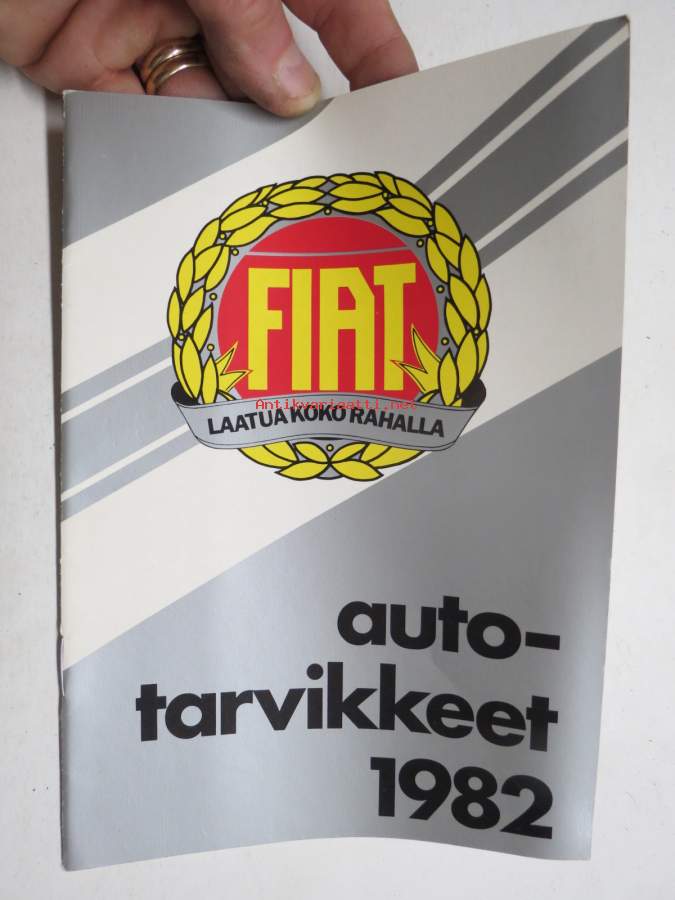 FIAT
Antikvariaatti.net
LAATUA KOKO RAHALLA
auto-
tarvikkeet
1982